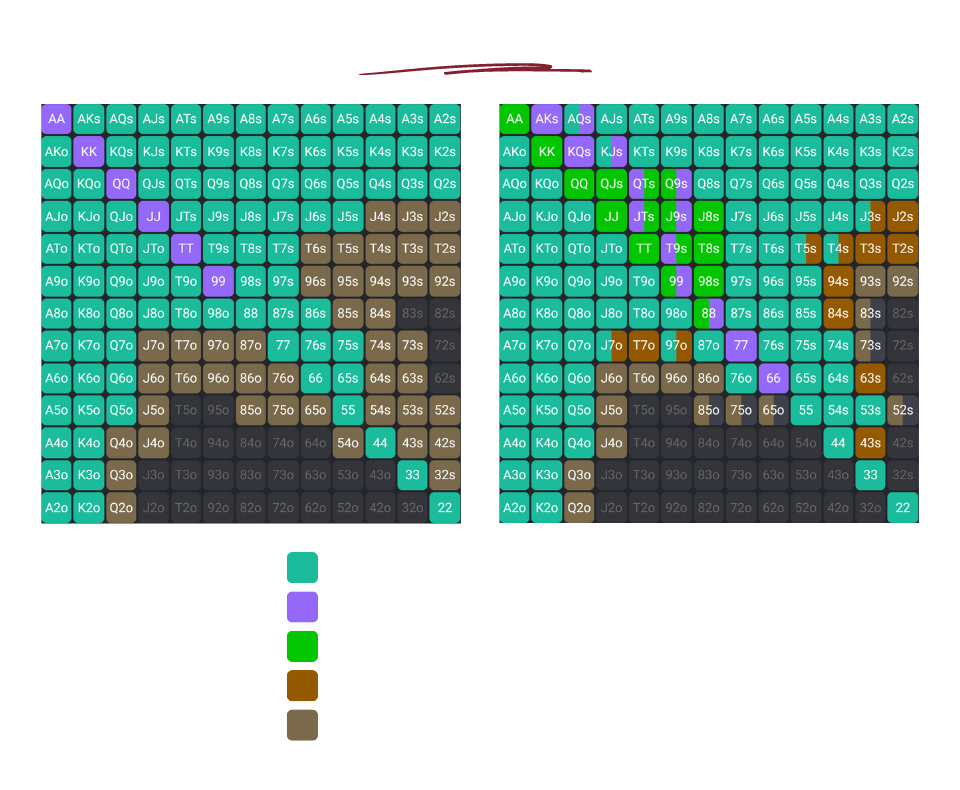 AA AKs AQs AJs ATs A9s A8s A7s A6s A5s A4s A3s A2s
AKo KK KQs KJs KTs K9s K8s K7s K6s K5s K4s K3s K2s
AQo KQo QQ QJs QTs Q9s Q8s Q7s Q6s Q5s Q4s Q3s Q2s
AJo KJo QJo JJ JTs J9s J8s J7s J6s J5s J4s J3s J2s
ATo KTo QTo JTo TT T9s T8s T7s T6s T5s T4s T3s T2s
A9o K9o Q9o J9o T9o 99 98s 97s 96s 95s 94s 93s 92s
A8o K8o Q8o J8o T8o 98o 88 87s 86s 85s 84s 83s 82s
A7o K7o Q7o J7o T7o 97o 87o 77 76s 75s 74s 73s 72s
A6o K6o Q6o J6o T6o 96o 86o 76o 66 65s 64s 63s 62s
A5o K5o Q5o J5o T5o 95o 85o 75o 65o 55 54s 53s 52s
A4o K4o Q4o J4o T4o 94o 84o 74o 64o 54o 44 43s 42s
A3o K3o Q3o J3o T3o 93o 83o 73o 63o 53o 43o 33 32s
A2o K2o Q2o J2o T2o 92o 82o 72o 62o 52o 42o 32o 22
AA AKs AQs AJs ATs A9s A8s A7s A6s A5s A4s A3s A2s
AKo KK KQs KJs KTs K9s K8s K7s K6s K5s K4s K3s K2s
AQo KQo QQ QJs QTs Q9s Q8s Q7s Q6s Q5s Q4s Q3s Q2s
AJo KJo QJo JJ JTs J9s J8s J7s J6s J5s J4s J3s J2s
ATo KTo QTo JTo TT T9s T8s T7s T6s T5s T4s T3s T2s
A9o K9o Q9o J9o T9o 99 98s 97s 96s 95s 94s 93s 92s
A8o K8o Q8o J8o T8o 98o 88 87s 86s 85s 84s 83s 82s
A7o K7o Q7o J7o T7o 97o 87o 77 76s 75s 74s 73s 72s
A6o K6o Q6o J6o T6o 96o 86o 76o 66 65s 64s 63s 62s
A5o K5o Q5o J5o T5o 95o 85o 75o 65o 55 54s 53s 52s
A4o K4o Q4o J4o T4o 94o 84o 74o 64o 54o 44 43s 42s
A3o K3o Q3o J3o T3o 93o 83o 73o 63o 53o 43o 33 32s
A2o K2o Q2o J2o T2o 92o 82o 72o 62o 52o 42o 32o 22